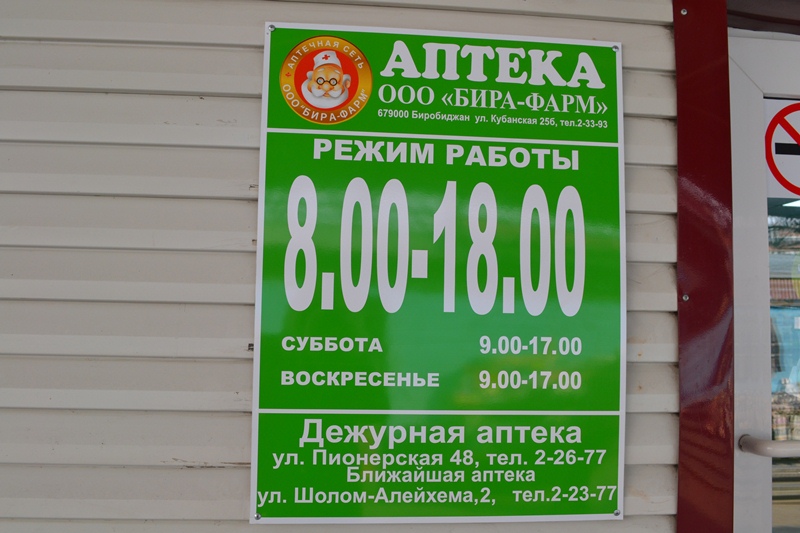 АПТЕЧНАЯ СЕТЬ
ООО "БИРА-ФАРМ"
АПТЕКА
ООО «БИРА-ФАРМ»
679000 Биробиджан ул. Кубанская 25б, тел.2-33-93
РЕЖИМ РАБОТЫ
8.00-18.00
СУББОТА 9.00-17.00
ВОСКРЕСЕНЬЕ 9.00-17.00
Дежурная аптека
ул. Пионерская 48, тел. 2-26-77
Ближайшая аптека
ул. Шолом-Алейхема,2, тел.2-23-77